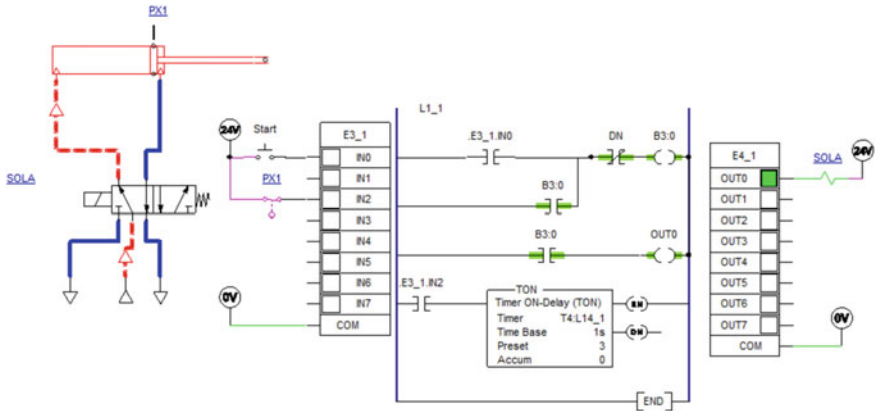 PX1
L1_1
24V
Start
E3_1
.E3_1.IN0
DN
B3:0
E4_1
SOLA
24V
IN0
IN1
IN2
IN3
IN4
IN5
IN6
IN7
COM
PX1
SOLA
B3:0
B3:0
OUT0
OUT0
OUT1
OUT2
OUT3
OUT4
OUT5
OUT6
OUT7
COM
.E3_1.IN2
TON
Timer ON-Delay (TON)
Timer T4:L14_1
Time Base 1s
Preset 3
Accum 0
EN
DN
0V
0V
END